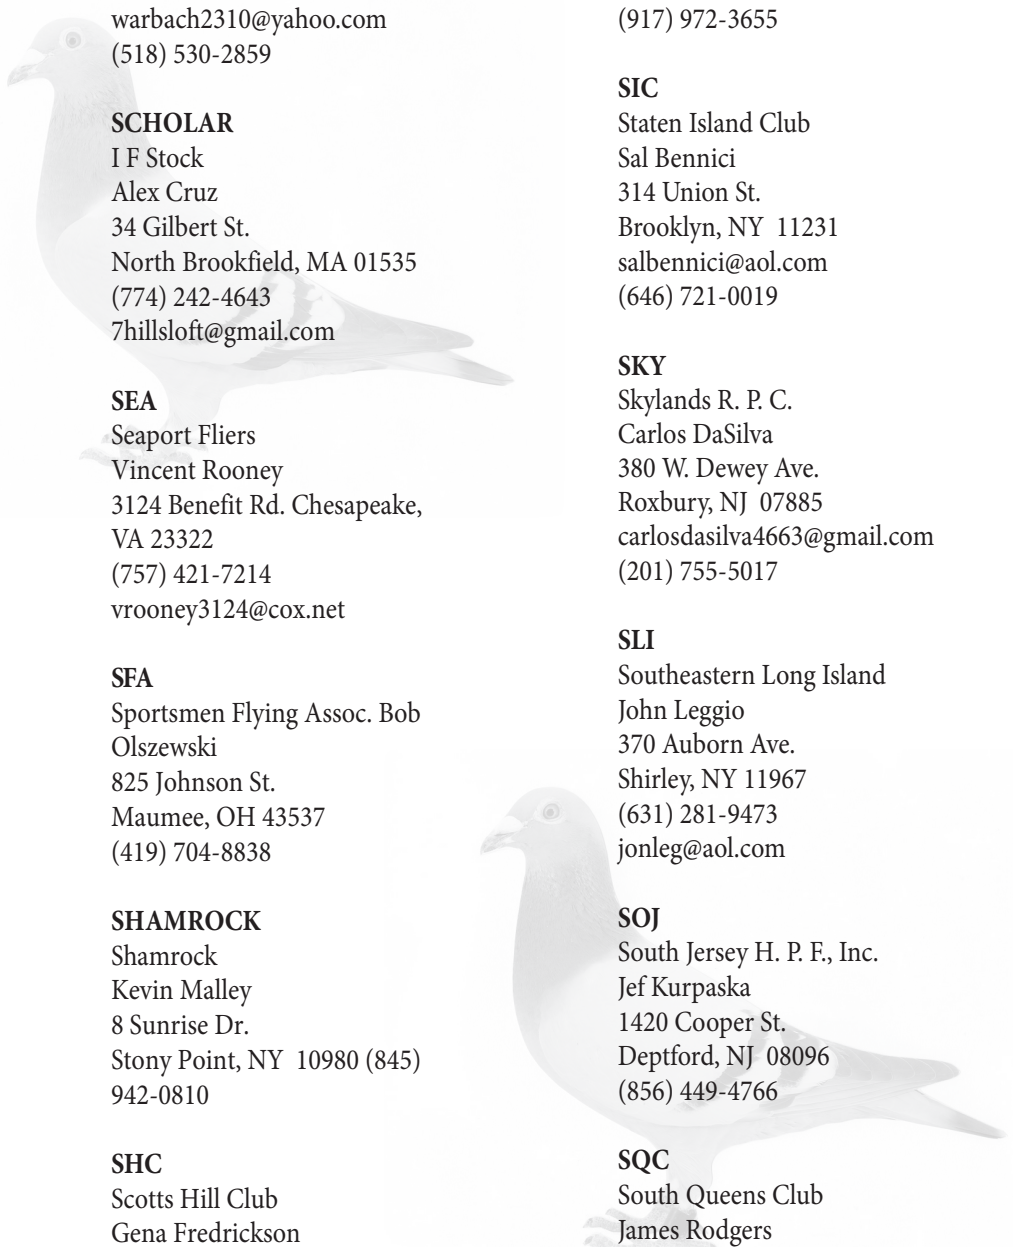 warbach2310@yahoo.com
(518) 530-2859
SCHOLAR
I F Stock
Alex Cruz
34 Gilbert St.
North Brookfield, MA 01535
(774) 242-4643
7hillsloft@gmail.com
SEA
Seaport Fliers
Vincent Rooney
3124 Benefit Rd. Chesapeake,
VA 23322
(757) 421-7214
vrooney3124@cox.net
SFA
Sportsmen Flying Assoc. Bob
Olszewski
825 Johnson St.
Maumee, OH 43537
(419) 704-8838
SHAMROCK
Shamrock
Kevin Malley
8 Sunrise Dr.
Stony Point, NY  10980 (845)
942-0810
SHC
Scotts Hill Club
Gena Fredrickson
(917) 972-3655
SIC
Staten Island Club
Sal Bennici
314 Union St.
Brooklyn, NY  11231
salbennici@aol.com
(646) 721-0019
SKY
Skylands R. P. C.
Carlos DaSilva
380 W. Dewey Ave.
Roxbury, NJ  07885
carlosdasilva4663@gmail.com
(201) 755-5017
SLI
Southeastern Long Island
John Leggio
370 Auborn Ave.
Shirley, NY 11967
(631) 281-9473
jonleg@aol.com
SOJ
South Jersey H. P. F., Inc.
Jef Kurpaska
1420 Cooper St.
Deptford, NJ  08096
(856) 449-4766
SQC
South Queens Club
James Rodgers